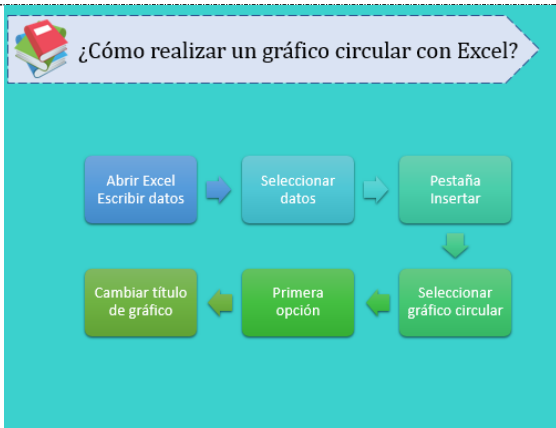 ¿Cómo realizar un gráfico circular con Excel?
Abrir Excel
Escribir datos
Seleccionar
datos
Pestaña
Insertar
Seleccionar
gráfico circular
Primera
opción
Cambiar título
de gráfico